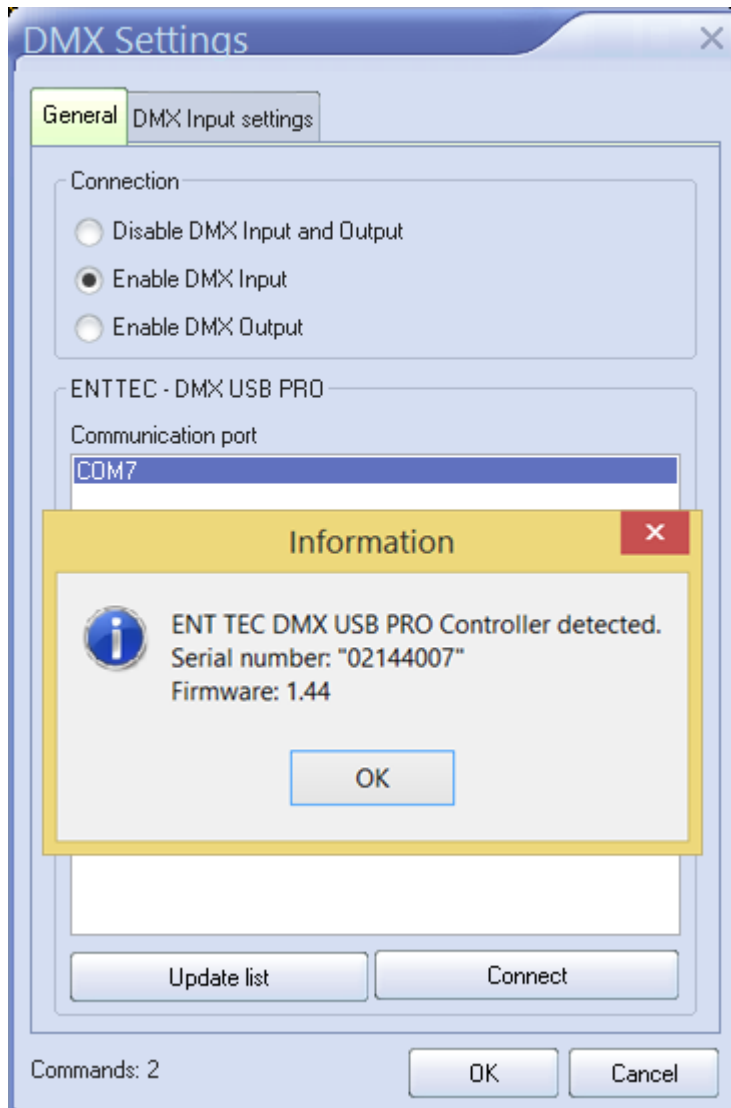 DMX Settings
General
DMX Input settings
Connection
Disable DMX Input and Output
Enable DMX Input
Enable DMX Output
ENTTEC - DMX USB PRO
Communication port
COM7
Information
ENT TEC DMX USB PRO Controller detected.
Serial number: "02144007"
Firmware: 1.44
OK
Update list
Connect
Commands: 2
OK
Cancel